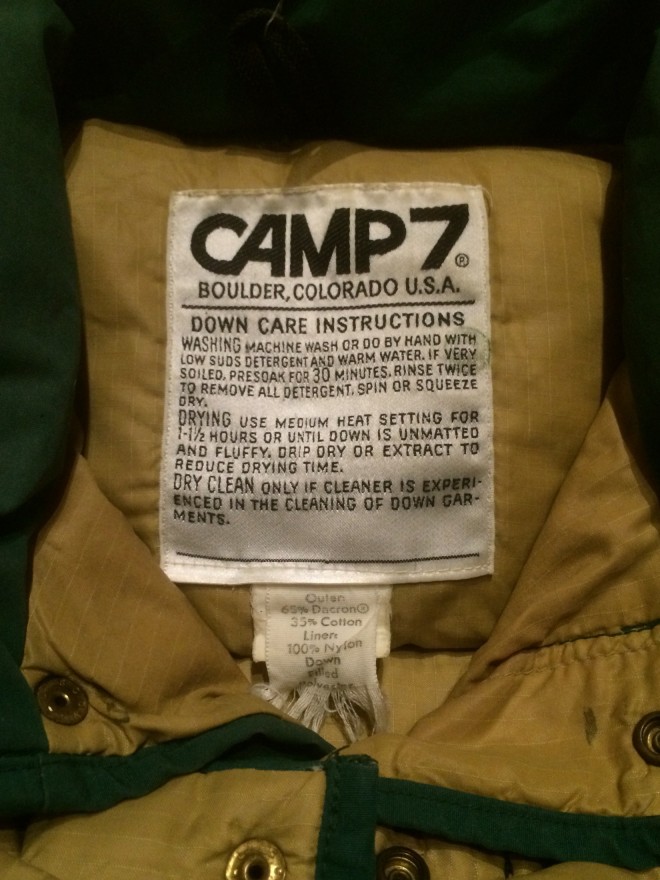 CAMP 7®
BOULDER, COLORADO U.S.A.
DOWN CARE INSTRUCTIONS
WASHING MACHINE WASH OR DO BY HAND WITH
LOW SUDS DETERGENT AND WARM WATER. IF VERY
SOILED, PRESOAK FOR 30 MINUTES. RINSE TWICE
TO REMOVE ALL DETERGENT, SPIN OR SQUEEZE
DRY.
DRYING USE MEDIUM HEAT SETTING FOR
1-1½ HOURS OR UNTIL DOWN IS UNMATTED
AND FLUFFY. DRIP DRY OR EXTRACT TO
REDUCE DRYING TIME.
DRY CLEAN ONLY IF CLEANER IS EXPERI-
ENCED IN THE CLEANING OF DOWN GAR-
MENTS.
Outer:
65% Dacron®
35% Cotton
Liner:
100% Nylon
Down
Filled
Polyester